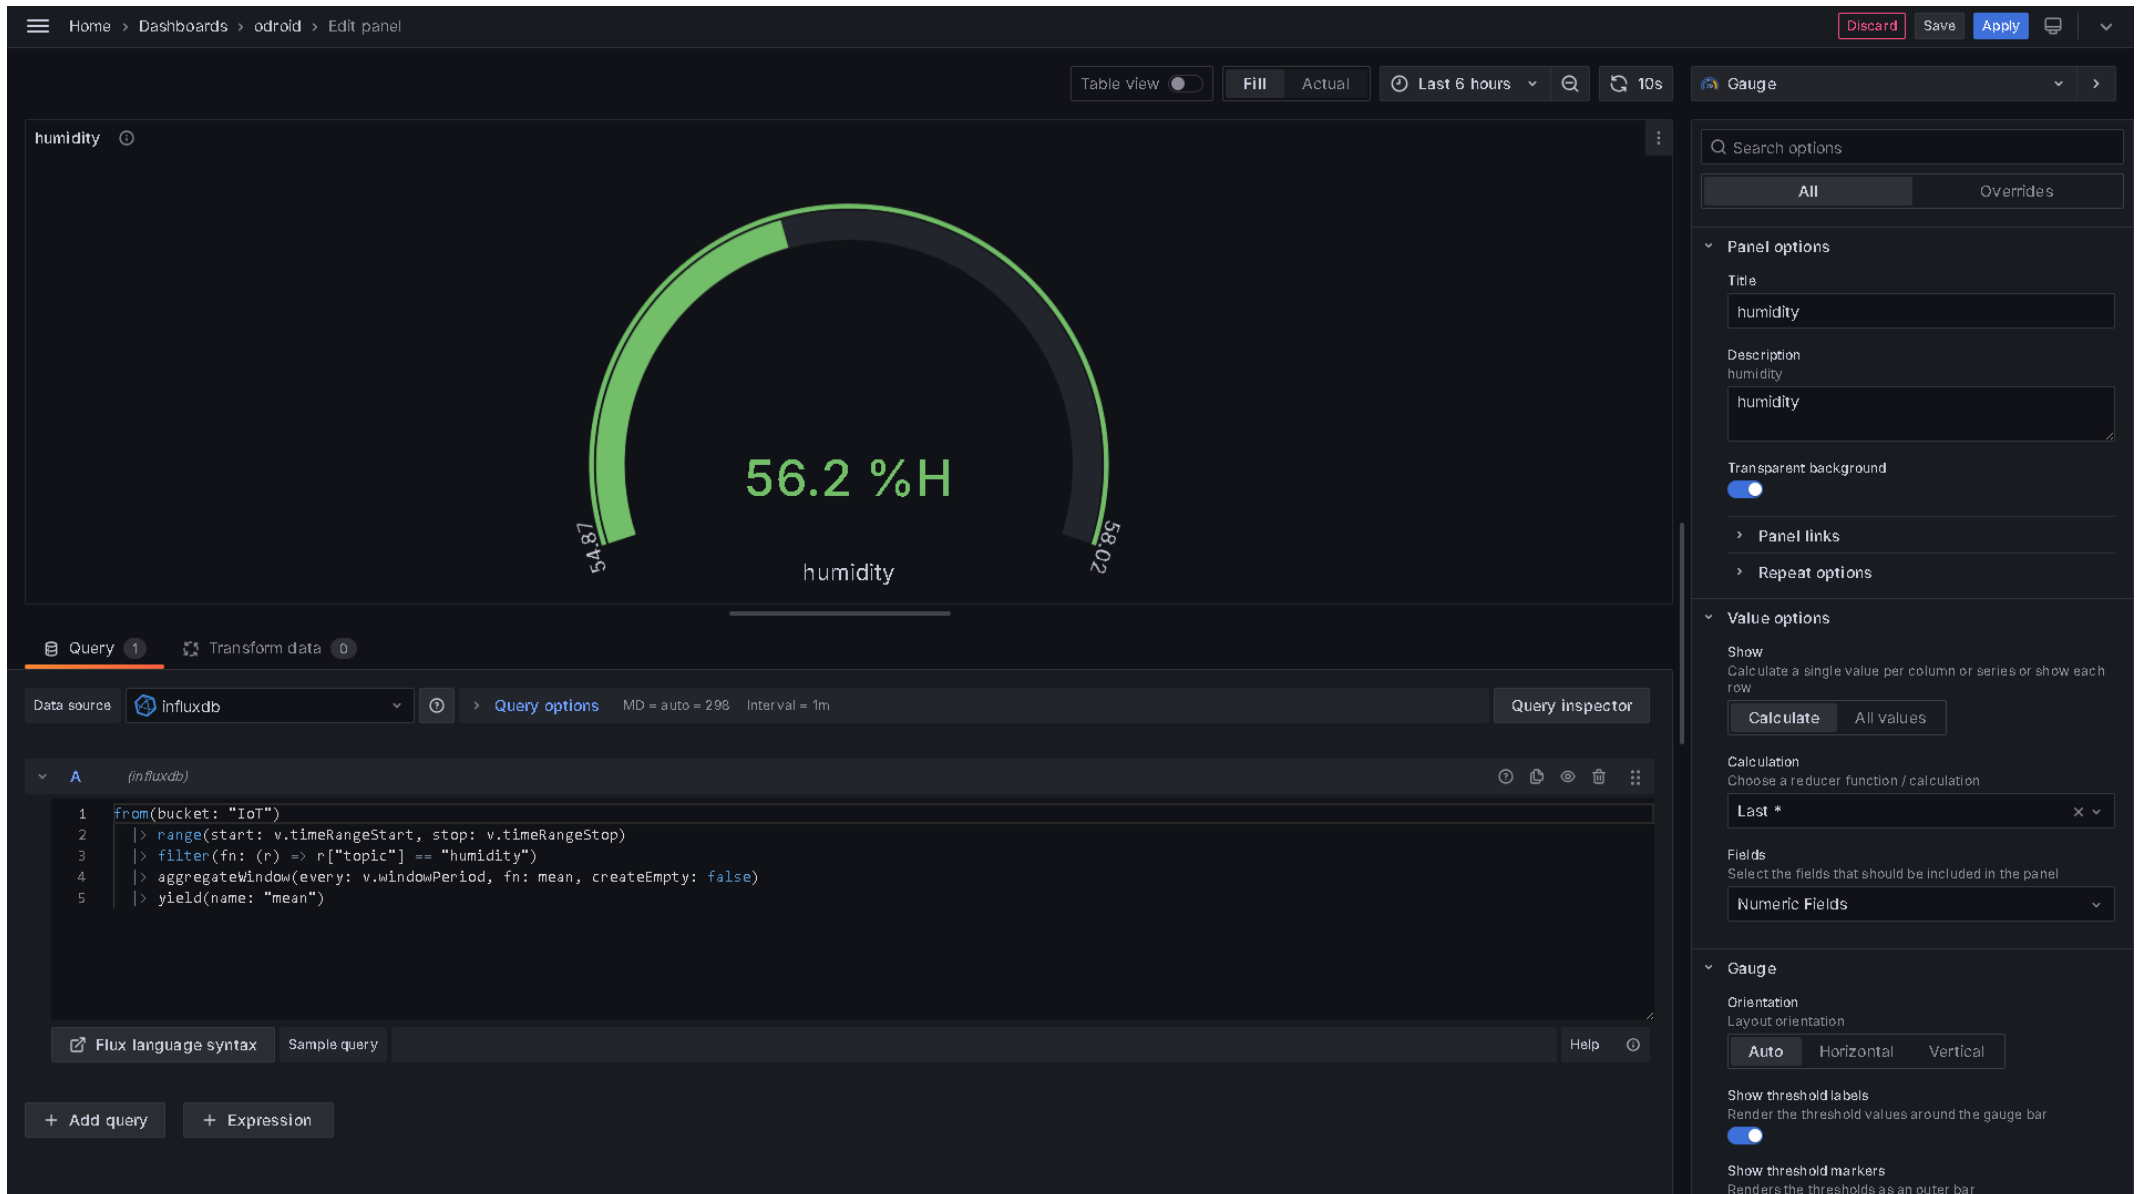 Home › Dashboards › odroid › Edit panel
Discard Save Apply
Table view Fill Actual Last 6 hours 10s Gauge
humidity
54.87
58.02
56.2 %H
humidity
Query 1 Transform data 0
Data source influxdb Query options MD = auto = 298 Interval = 1m Query inspector
A (influxdb)
1 from(bucket: "IoT")
2 |> range(start: v.timeRangeStart, stop: v.timeRangeStop)
3 |> filter(fn: (r) => r["topic"] == "humidity")
4 |> aggregateWindow(every: v.windowPeriod, fn: mean, createEmpty: false)
5 |> yield(name: "mean")
Flux language syntax Sample query Help
+ Add query + Expression
Search options
All Overrides
Panel options
Title
humidity
Description
humidity
humidity
Transparent background
Panel links
Repeat options
Value options
Show
Calculate a single value per column or series or show each
row
Calculate All values
Calculation
Choose a reducer function / calculation
Last *
Fields
Select the fields that should be included in the panel
Numeric Fields
Gauge
Orientation
Layout orientation
Auto Horizontal Vertical
Show threshold labels
Render the threshold values around the gauge bar
Show threshold markers
Renders the thresholds as an outer bar